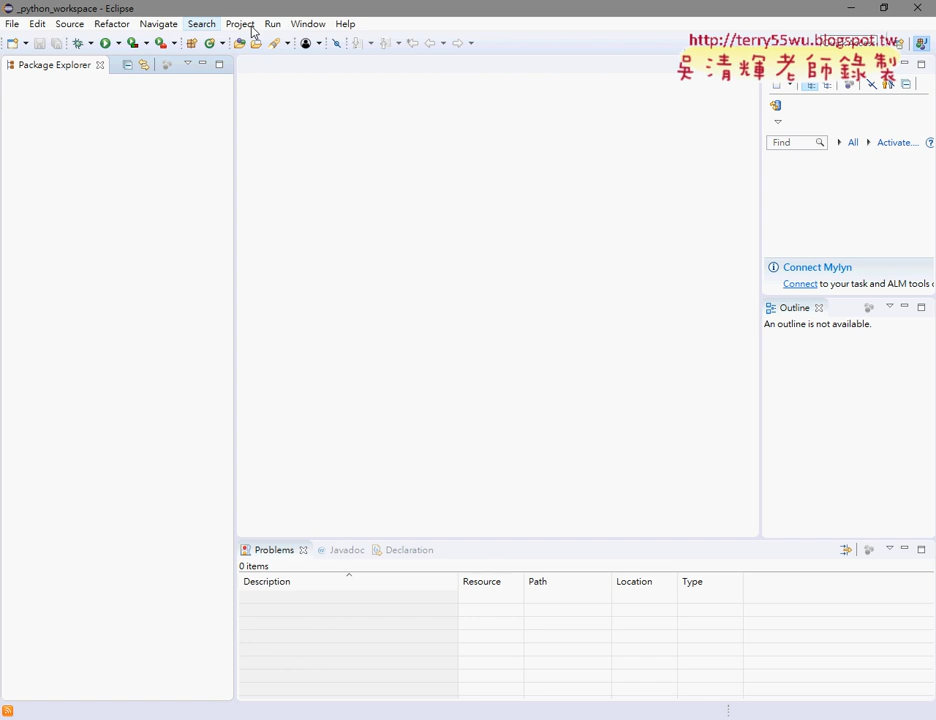 _python_workspace - Eclipse
File Edit Source Refactor Navigate Search Project Run Window Help
http://terry55wu.blogspot.tw
吳清輝老師錄製
Package Explorer
Find All Activate...
Connect Mylyn
Connect to your task and ALM tools
Outline
An outline is not available.
Problems Javadoc Declaration
0 items
Description Resource Path Location Type